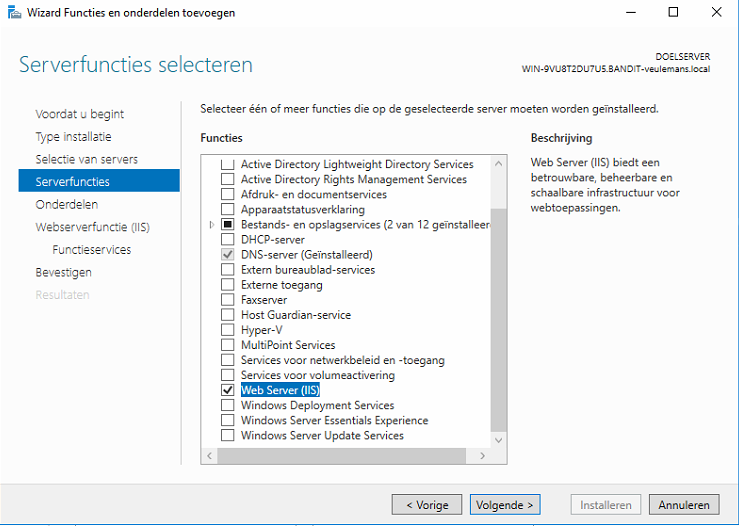 Wizard Functies en onderdelen toevoegen
Serverfuncties selecteren
DOELSERVER
WIN-9VU8T2DU7U5.BANDIT-veulemans.local
Voordat u begint
Type installatie
Selectie van servers
Serverfuncties
Onderdelen
Webserverfunctie (IIS)
Functieservices
Bevestigen
Resultaten
Selecteer één of meer functies die op de geselecteerde server moeten worden geïnstalleerd.
Functies
Active Directory Lightweight Directory Services
Active Directory Rights Management Services
Afdruk- en documentservices
Apparaatstatusverklaring
Bestands- en opslagservices (2 van 12 geïnstalleer
DHCP-server
DNS-server (Geïnstalleerd)
Extern bureaublad-services
Externe toegang
Faxserver
Host Guardian-service
Hyper-V
MultiPoint Services
Services voor netwerkbeleid en -toegang
Services voor volumeactivering
Web Server (IIS)
Windows Deployment Services
Windows Server Essentials Experience
Windows Server Update Services
Beschrijving
Web Server (IIS) biedt een
betrouwbare, beheerbare en
schaalbare infrastructuur voor
webtoepassingen.
< Vorige
Volgende >
Installeren
Annuleren